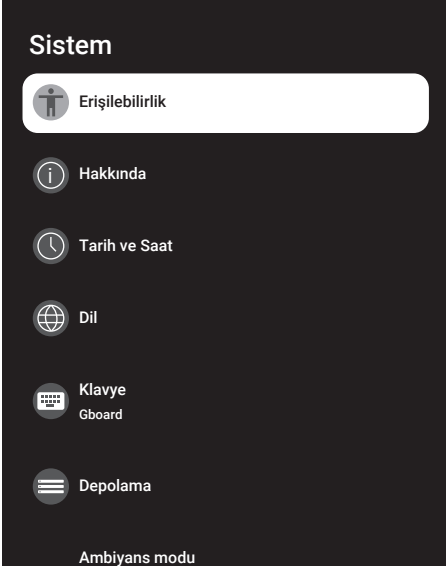 Sistem
Erişilebilirlik
Hakkında
Tarih ve Saat
Dil
Klavye
Gboard
Depolama
Ambiyans modu